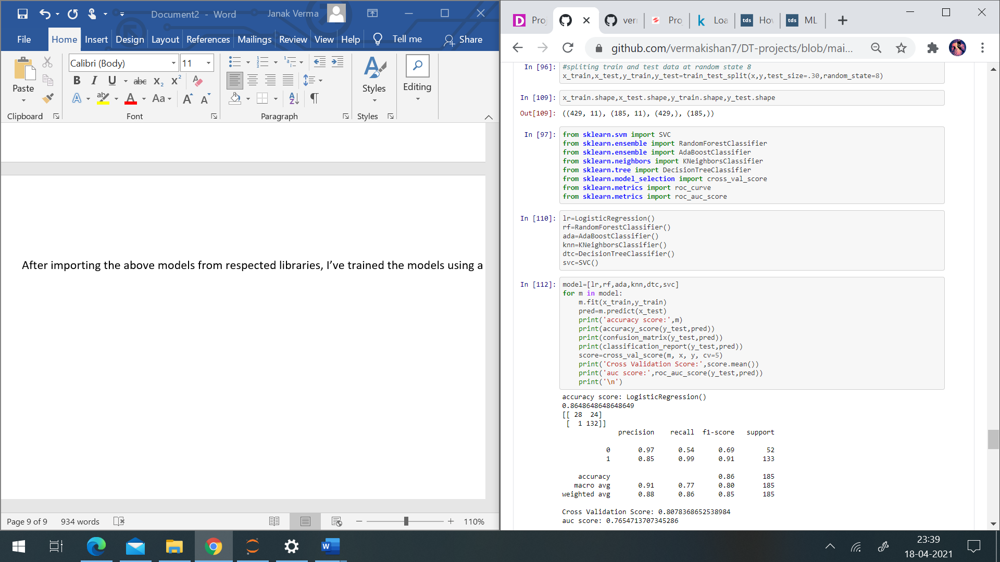 Document2 - Word
Janak Verma
File Home Insert Design Layout References Mailings Review View Help Tell me Share
Calibri (Body) 11
Paste
Styles
Editing
Clipboard
Font
Paragraph
Styles
After importing the above models from respected libraries, I’ve trained the models using a
Page 9 of 9 934 words 110%
Pro
ver
Pro
Loa
tds Ho
tds ML
github.com/vermakishan7/DT-projects/blob/mai...
In [96]: #spliting train and test data at random state 8
x_train,x_test,y_train,y_test=train_test_split(x,y,test_size=.30,random_state=8)
In [109]: x_train.shape,x_test.shape,y_train.shape,y_test.shape
Out[109]: ((429, 11), (185, 11), (429,), (185,))
In [97]: from sklearn.svm import SVC
from sklearn.ensemble import RandomForestClassifier
from sklearn.ensemble import AdaBoostClassifier
from sklearn.neighbors import KNeighborsClassifier
from sklearn.tree import DecisionTreeClassifier
from sklearn.model_selection import cross_val_score
from sklearn.metrics import roc_curve
from sklearn.metrics import roc_auc_score
In [110]: lr=LogisticRegression()
rf=RandomForestClassifier()
ada=AdaBoostClassifier()
knn=KNeighborsClassifier()
dtc=DecisionTreeClassifier()
svc=SVC()
In [112]: model=[lr,rf,ada,knn,dtc,svc]
for m in model:
m.fit(x_train,y_train)
pred=m.predict(x_test)
print('accuracy score:',m)
print(accuracy_score(y_test,pred))
print(confusion_matrix(y_test,pred))
print(classification_report(y_test,pred))
score=cross_val_score(m, x, y, cv=5)
print('Cross Validation Score:',score.mean())
print('auc score:',roc_auc_score(y_test,pred))
print('\n')
accuracy score: LogisticRegression()
0.8648648648648649
[[ 28 24]
[ 1 132]]
precision recall f1-score support
0 0.97 0.54 0.69 52
1 0.85 0.99 0.91 133
accuracy 0.86 185
macro avg 0.91 0.77 0.80 185
weighted avg 0.88 0.86 0.85 185
Cross Validation Score: 0.8078368652538984
auc score: 0.7654713707345286
23:39
18-04-2021